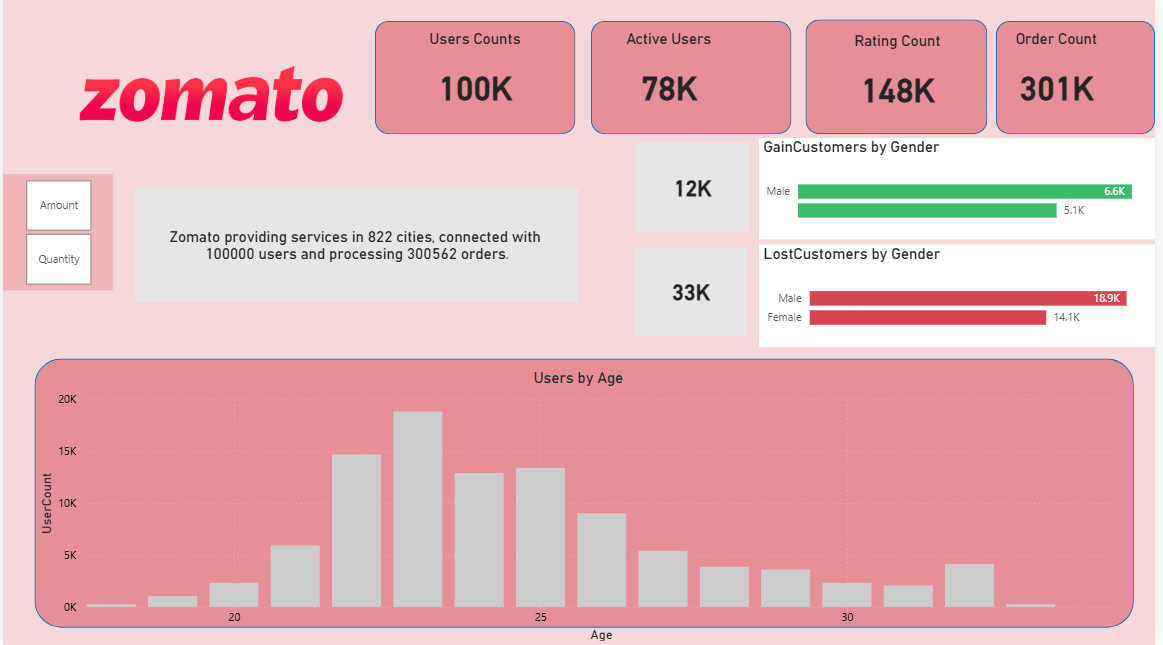 zomato
Users Counts
100K
Active Users
78K
Rating Count
148K
Order Count
301K
Amount
Quantity
Zomato providing services in 822 cities, connected with
100000 users and processing 300562 orders.
12K
33K
GainCustomers by Gender
Male
6.6K
5.1K
LostCustomers by Gender
Male
18.9K
Female
14.1K
Users by Age
20K
15K
10K
5K
0K
UserCount
20
25
30
Age